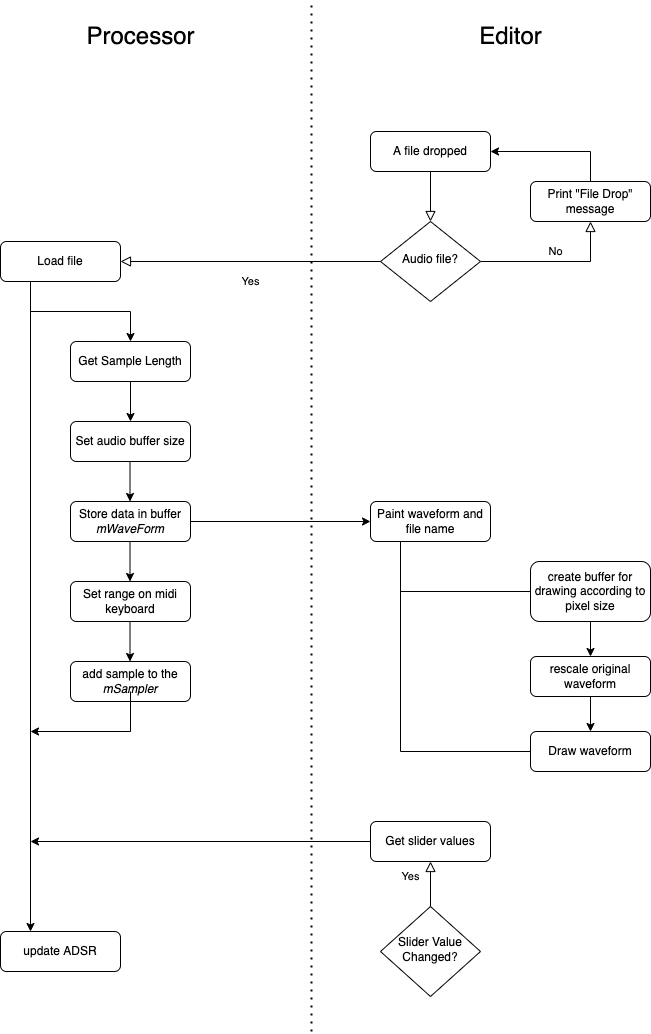 Processor
Editor
A file dropped
Print "File Drop"
message
Audio file?
No
Load file
Yes
Get Sample Length
Set audio buffer size
Store data in buffer
mWaveForm
Paint waveform and
file name
Set range on midi
keyboard
create buffer for
drawing according to
pixel size
add sample to the
mSampler
rescale original
waveform
Draw waveform
Get slider values
Yes
Slider Value
Changed?
update ADSR